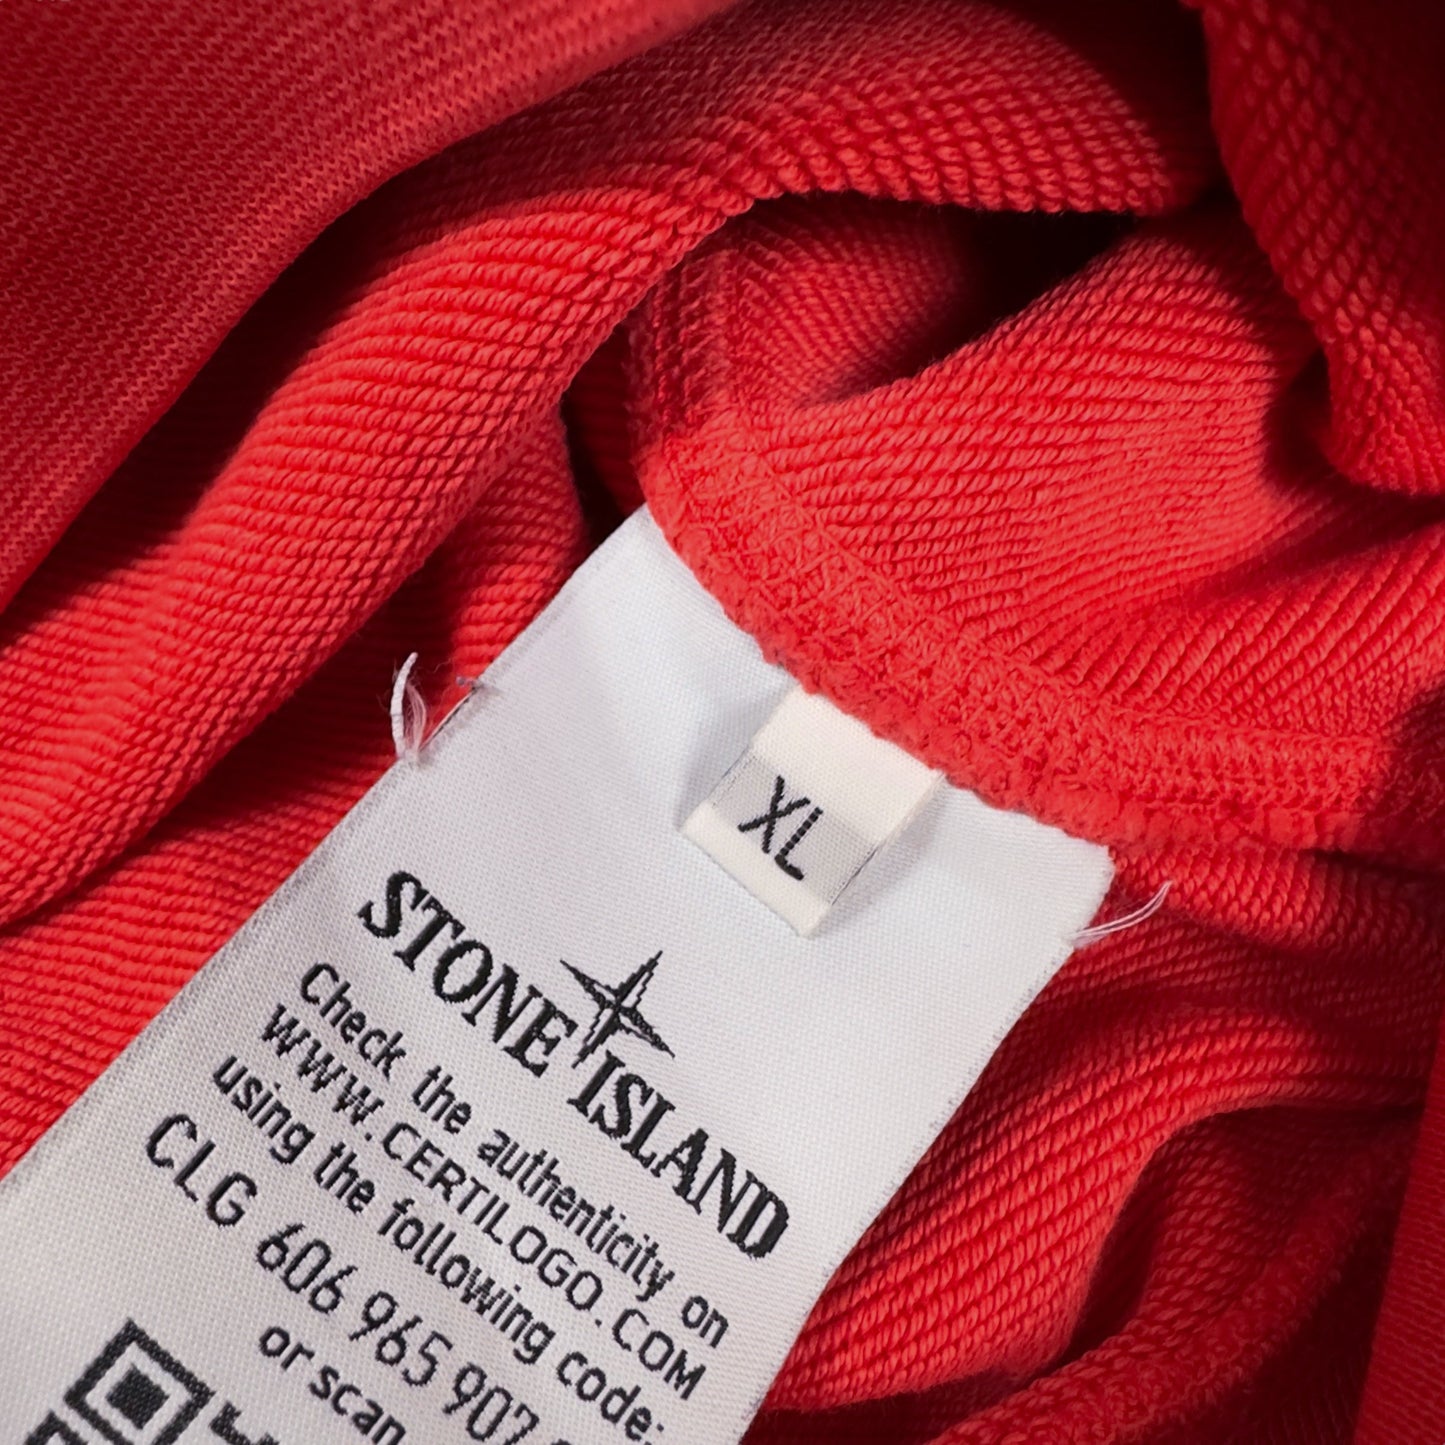 XL
STONE ISLAND
Check the authenticity on
WWW.CERTILOGO.COM
using the following code:
CLG 606 965 907
or scan